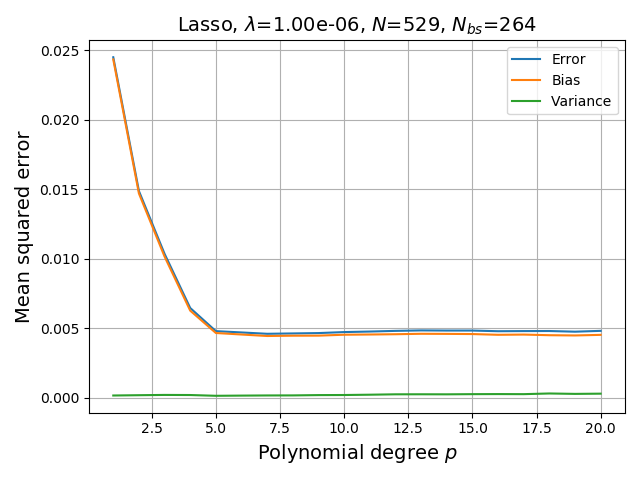 Lasso, λ=1.00e-06, N=529, N_{bs}=264
Mean squared error
0.025
0.020
0.015
0.010
0.005
0.000
Error
Bias
Variance
2.5 5.0 7.5 10.0 12.5 15.0 17.5 20.0
Polynomial degree p